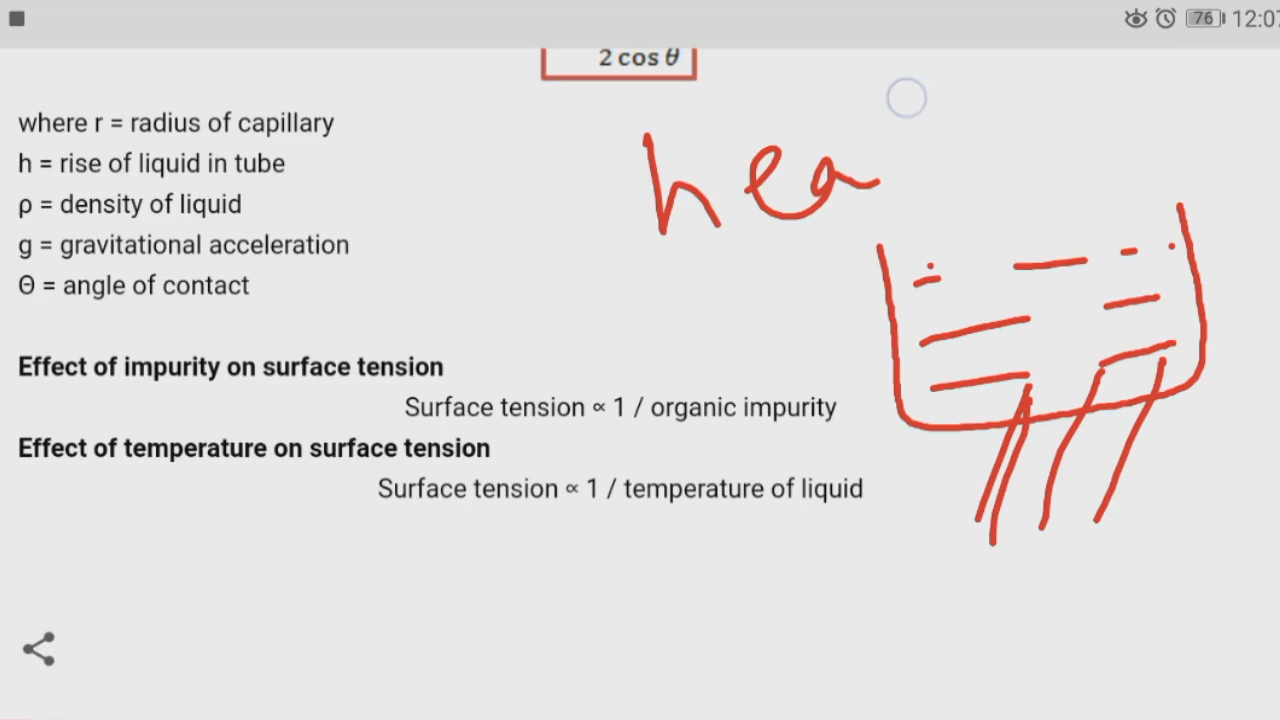 76 12:07
2 cos θ
where r = radius of capillary
h = rise of liquid in tube
ρ = density of liquid
g = gravitational acceleration
Θ = angle of contact
hea
Effect of impurity on surface tension
Surface tension ∝ 1 / organic impurity
Effect of temperature on surface tension
Surface tension ∝ 1 / temperature of liquid